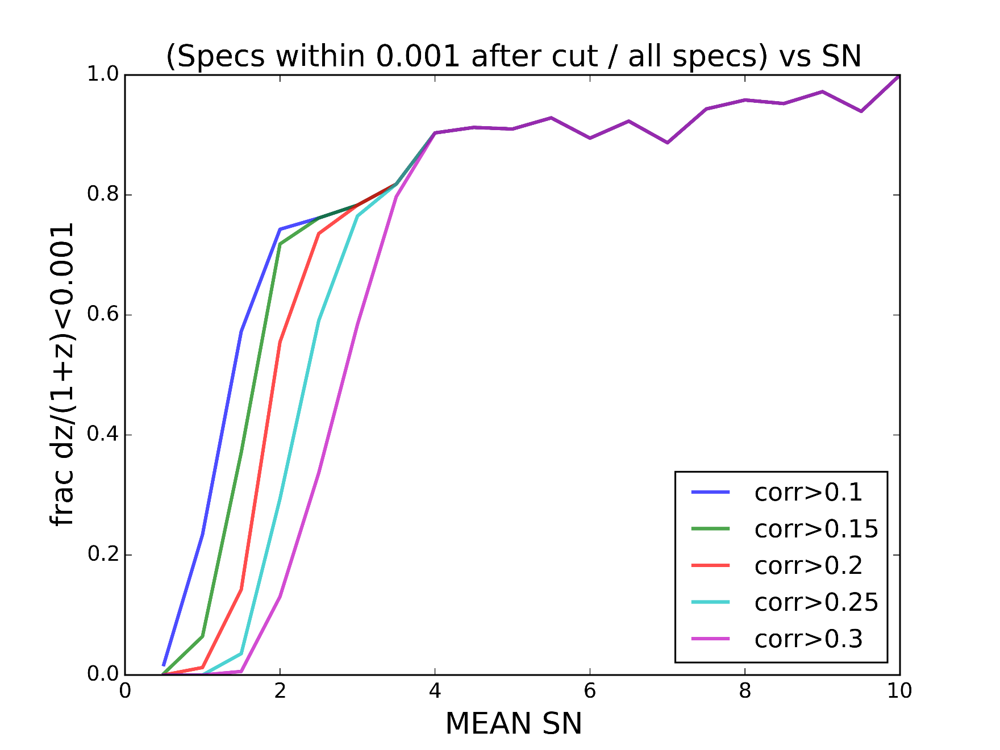 (Specs within 0.001 after cut / all specs) vs SN
frac dz/(1+z)<0.001
1.0
0.8
0.6
0.4
0.2
0.0
0 2 4 6 8 10
MEAN SN
corr>0.1
corr>0.15
corr>0.2
corr>0.25
corr>0.3